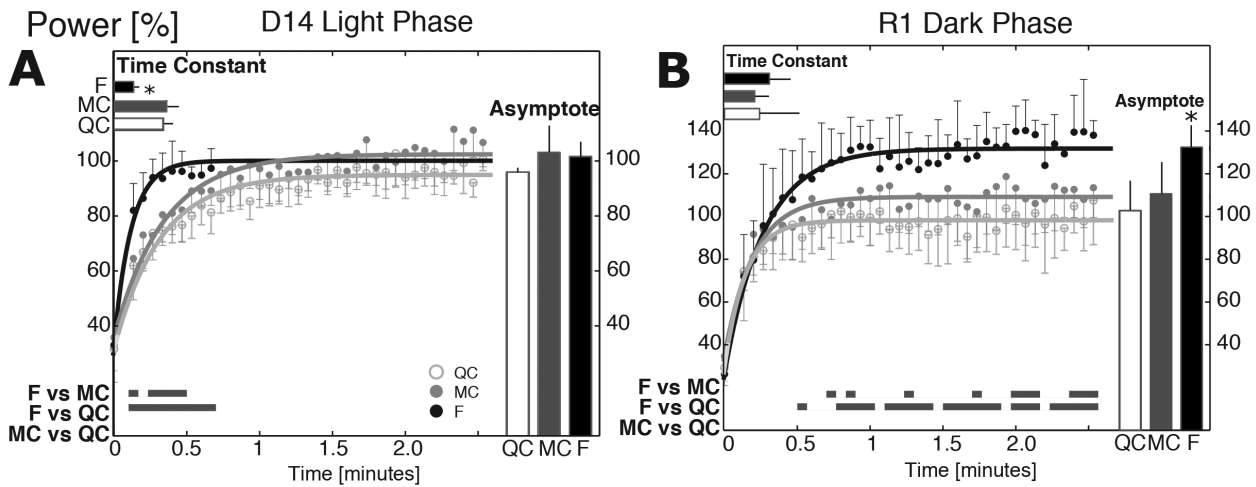 Power [%]
D14 Light Phase
A
Time Constant
F *
MC
QC
Asymptote
100
80
60
40
100
80
60
40
QC
MC
F
F vs MC
F vs QC
MC vs QC
0 0.5 1 1.5 2.0
QC MC F
Time [minutes]
R1 Dark Phase
B
Time Constant
Asymptote
*
140
120
100
80
60
40
140
120
100
80
60
40
F vs MC
F vs QC
MC vs QC
0 0.5 1.0 1.5 2.0
QC MC F
Time [minutes]